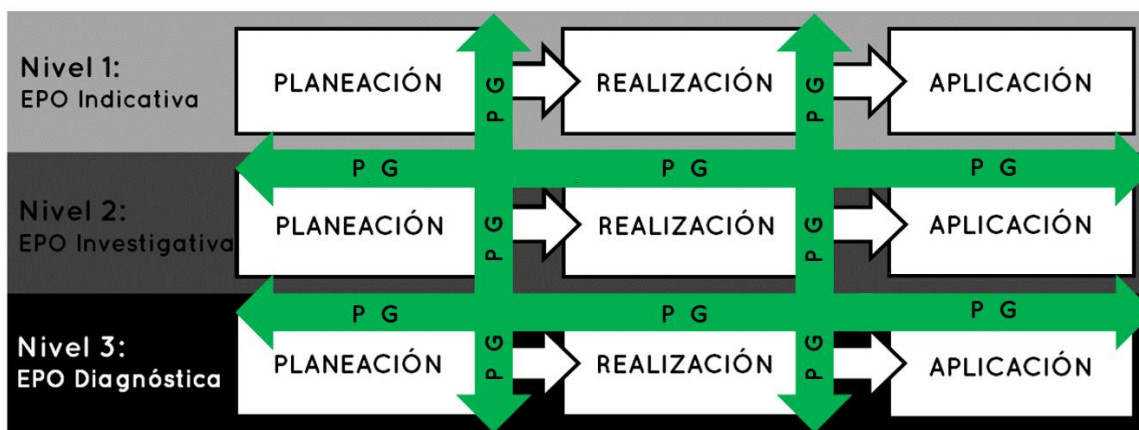 Nivel 1:
EPO Indicativa
PLANEACIÓN
P G
REALIZACIÓN
P G
APLICACIÓN
P G
P G
P G
Nivel 2:
EPO Investigativa
PLANEACIÓN
P G
REALIZACIÓN
P G
APLICACIÓN
P G
P G
P G
Nivel 3:
EPO Diagnóstica
PLANEACIÓN
P G
REALIZACIÓN
P G
APLICACIÓN